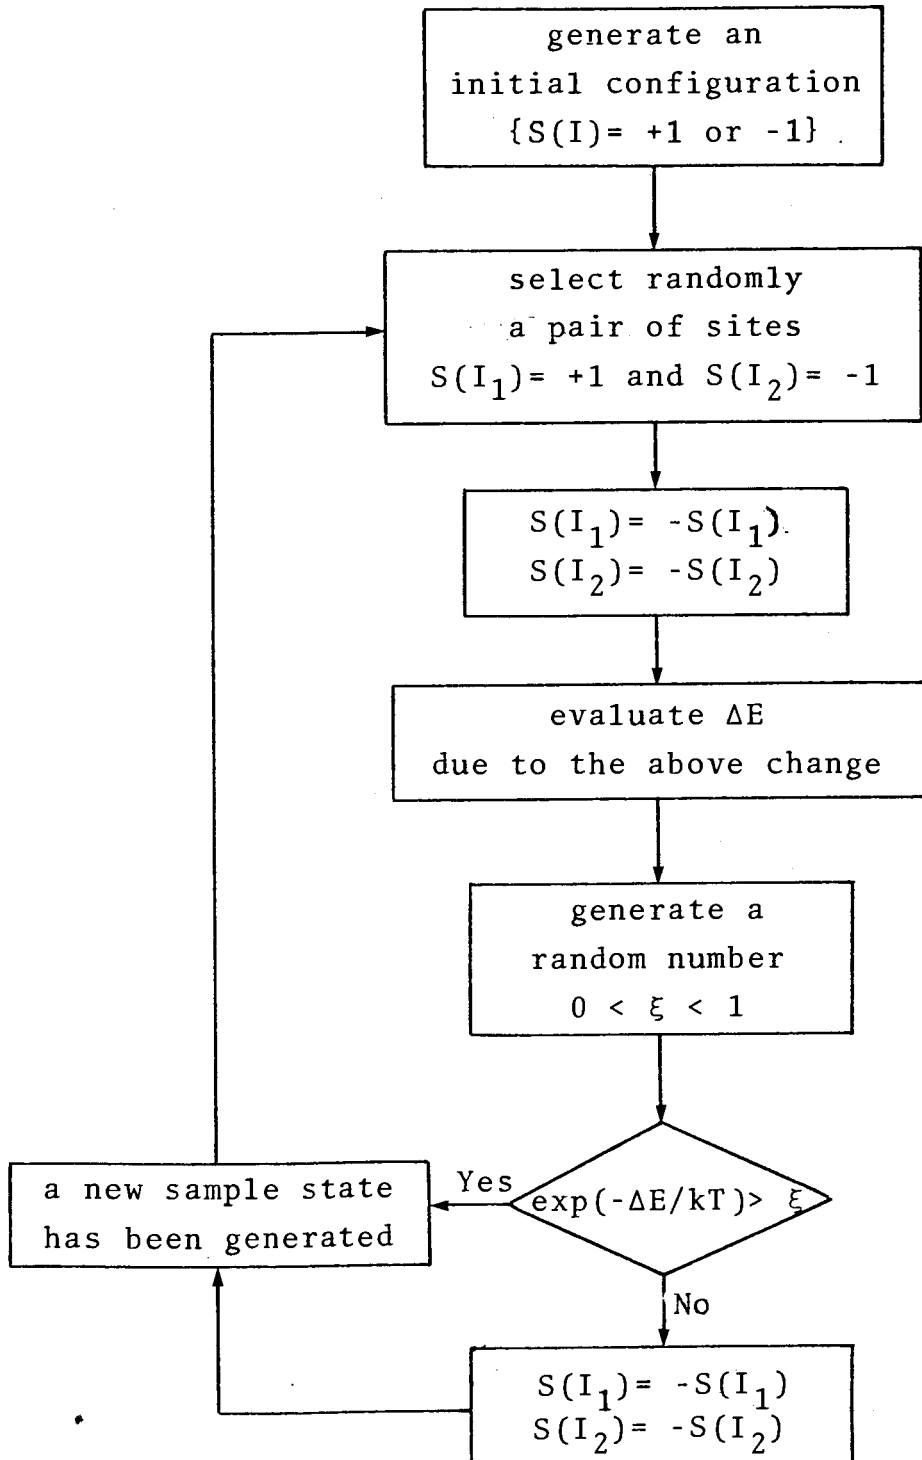 generate an
initial configuration
{S(I)= +1 or -1}
select randomly
a pair of sites
S(I₁)= +1 and S(I₂)= -1
S(I₁)= -S(I₁)
S(I₂)= -S(I₂)
evaluate ΔE
due to the above change
generate a
random number
0 < ξ < 1
exp(-ΔE/kT)> ξ
Yes
a new sample state
has been generated
No
S(I₁)= -S(I₁)
S(I₂)= -S(I₂)